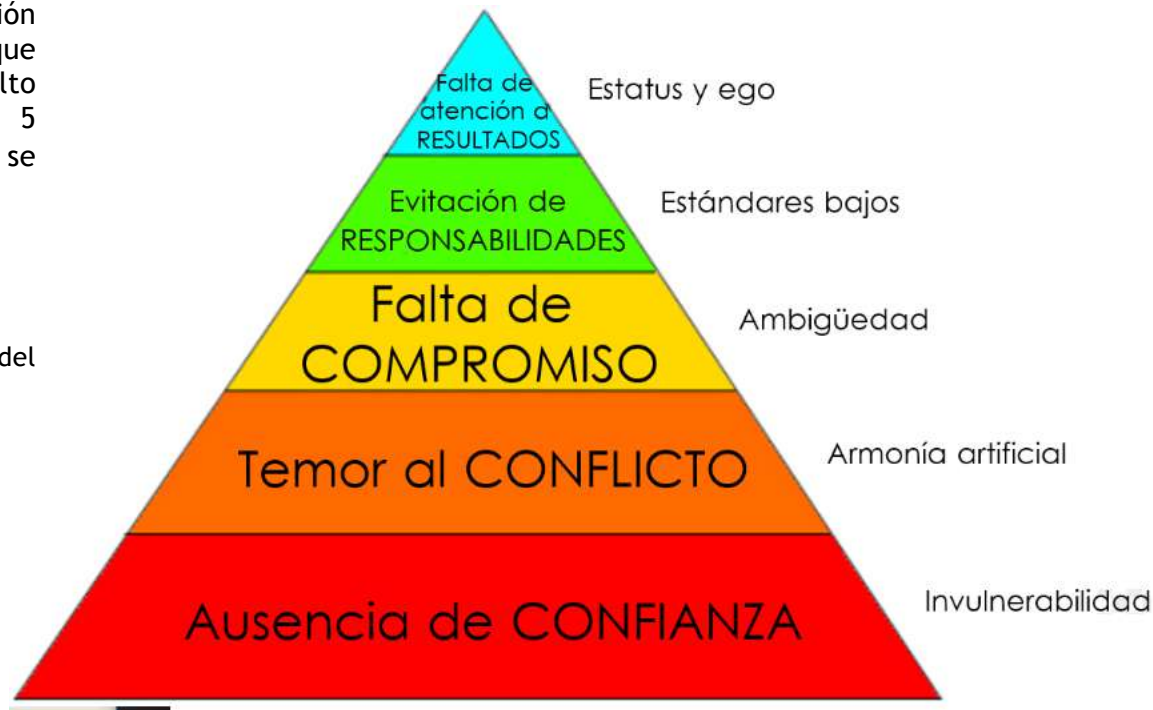 ión
que
lto
5
se
del
Falta de
atención a
RESULTADOS
Estatus y ego
Evitación de
RESPONSABILIDADES
Estándares bajos
Falta de
COMPROMISO
Ambigüedad
Temor al CONFLICTO
Armonía artificial
Ausencia de CONFIANZA
Invulnerabilidad